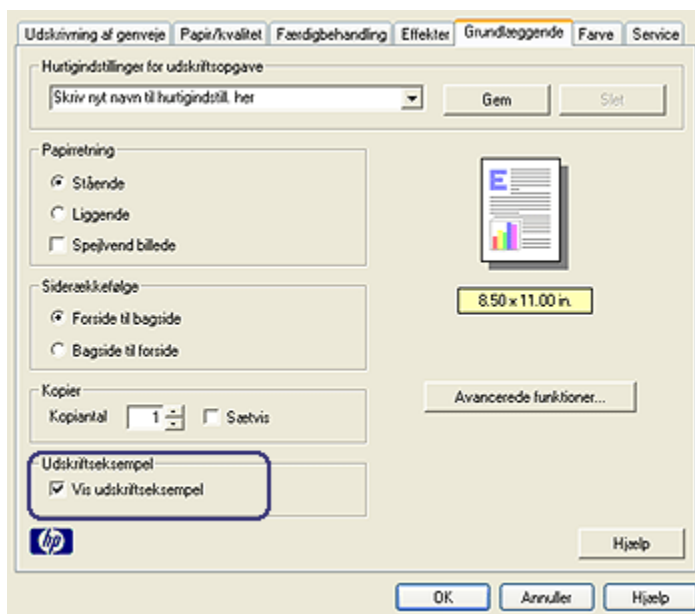 Udskrivning af genveje Papir/kvalitet Færdigbehandling Effekter Grundlæggende Farve Service
Hurtigindstillinger for udskriftsopgave
Skriv nyt navn til hurtigindstill. her Gem Slet
Papirretning
Stående
Liggende
Spejlvend billede
E
8.50 x 11.00 in.
Siderækkefølge
Forside til bagside
Bagside til forside
Kopier
Kopiantal 1 Sætvis
Avancerede funktioner...
Udskriftseksempel
Vis udskriftseksempel
hp
Hjælp
OK Annuller Hjælp